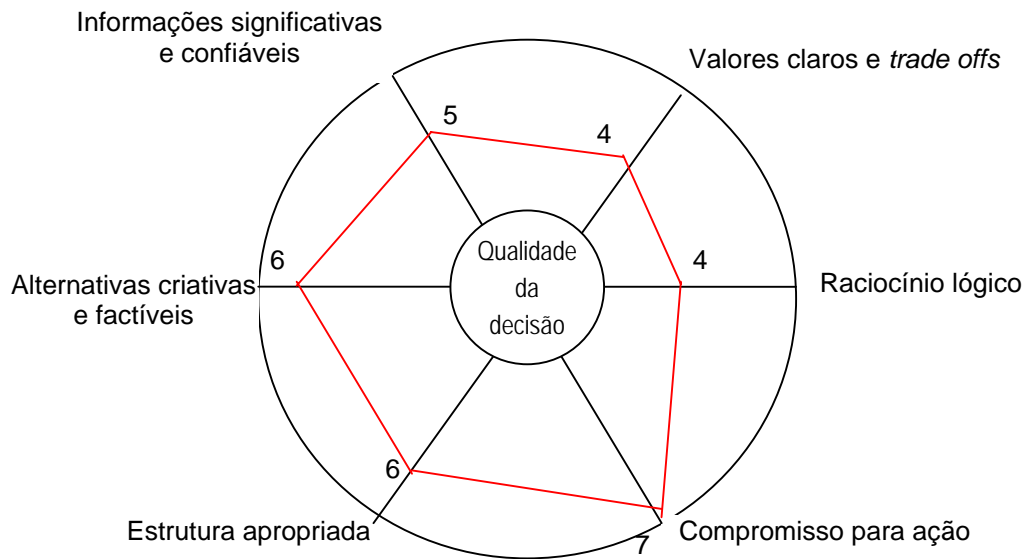 Informações significativas
e confiáveis
Valores claros e trade offs
5
4
6
4
Qualidade
da
decisão
Alternativas criativas
e factíveis
Raciocínio lógico
6
7
Estrutura apropriada
Compromisso para ação